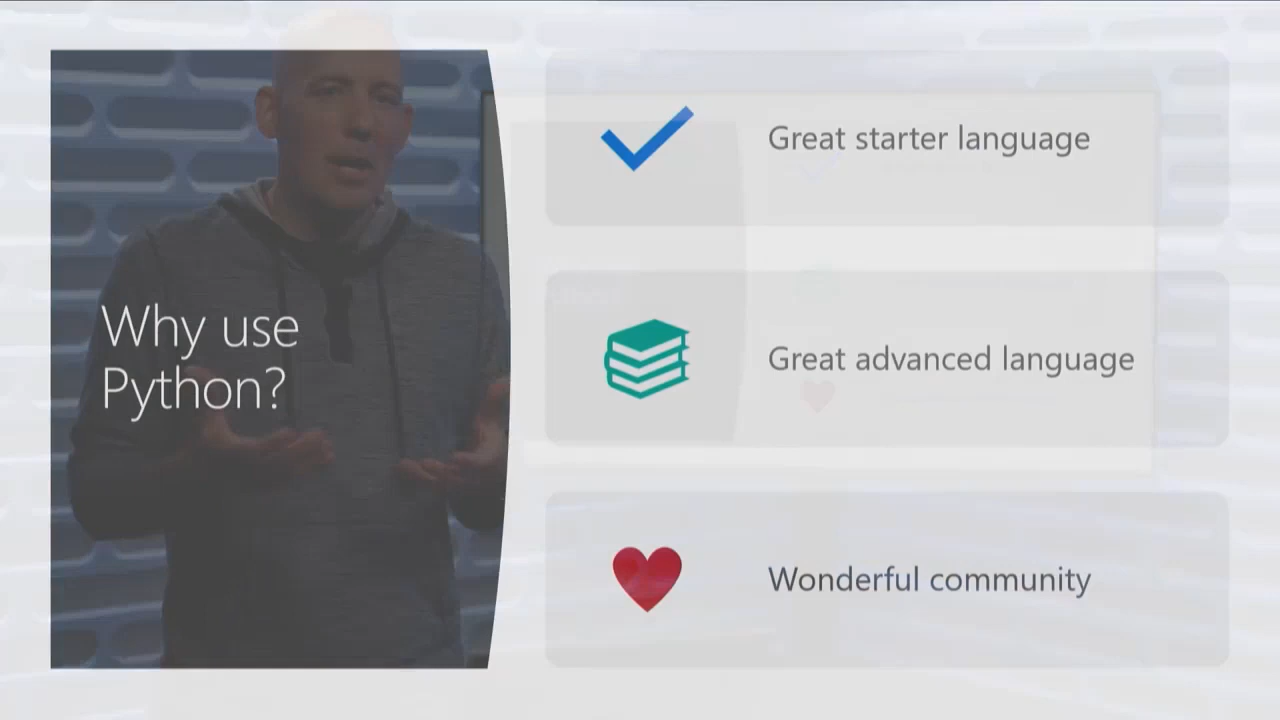 Why use
Python?
Great starter language
Great advanced language
Wonderful community